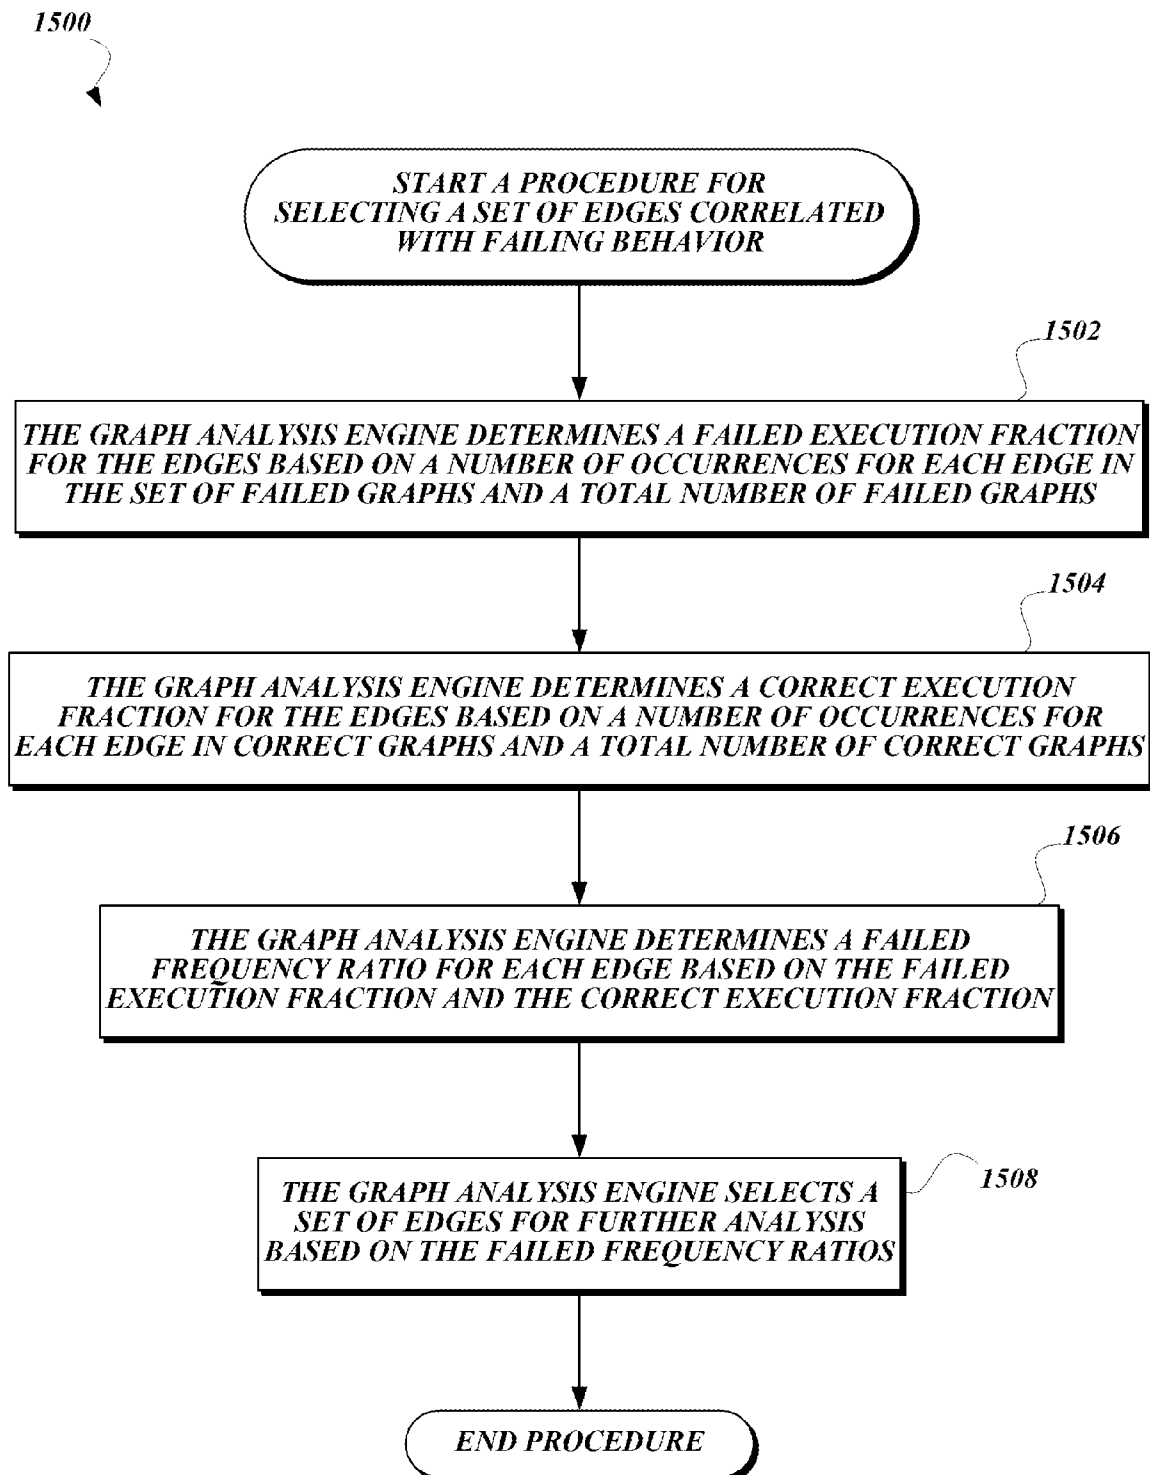 1500
START A PROCEDURE FOR
SELECTING A SET OF EDGES CORRELATED
WITH FAILING BEHAVIOR
1502
THE GRAPH ANALYSIS ENGINE DETERMINES A FAILED EXECUTION FRACTION
FOR THE EDGES BASED ON A NUMBER OF OCCURRENCES FOR EACH EDGE IN
THE SET OF FAILED GRAPHS AND A TOTAL NUMBER OF FAILED GRAPHS
1504
THE GRAPH ANALYSIS ENGINE DETERMINES A CORRECT EXECUTION
FRACTION FOR THE EDGES BASED ON A NUMBER OF OCCURRENCES FOR
EACH EDGE IN CORRECT GRAPHS AND A TOTAL NUMBER OF CORRECT GRAPHS
1506
THE GRAPH ANALYSIS ENGINE DETERMINES A FAILED
FREQUENCY RATIO FOR EACH EDGE BASED ON THE FAILED
EXECUTION FRACTION AND THE CORRECT EXECUTION FRACTION
1508
THE GRAPH ANALYSIS ENGINE SELECTS A
SET OF EDGES FOR FURTHER ANALYSIS
BASED ON THE FAILED FREQUENCY RATIOS
END PROCEDURE